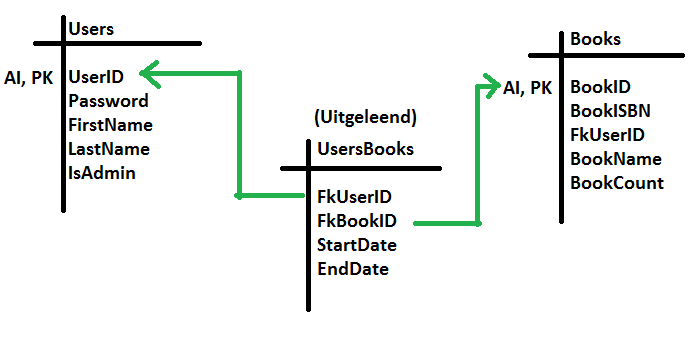 Users
AI, PK
UserID
Password
FirstName
LastName
IsAdmin
(Uitgeleend)
UsersBooks
FkUserID
FkBookID
StartDate
EndDate
Books
AI, PK
BookID
BookISBN
FkUserID
BookName
BookCount